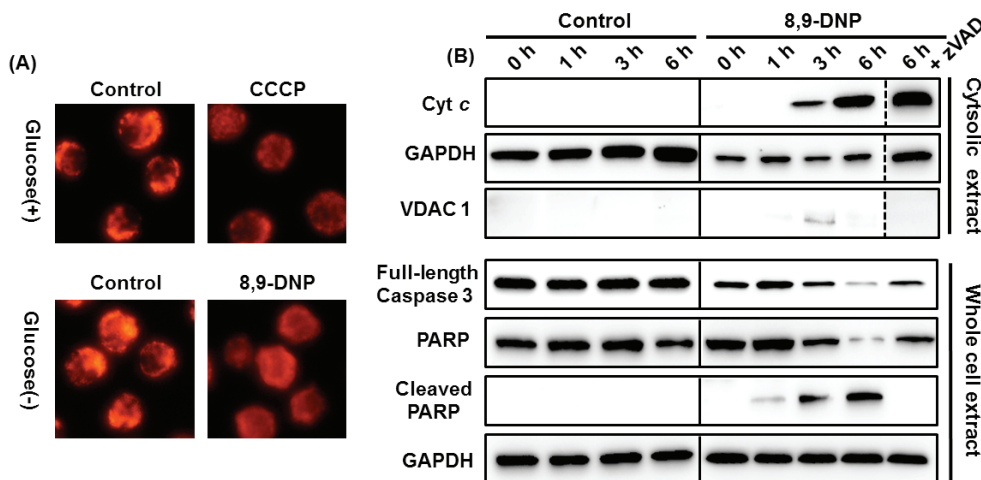 (A)
Control
CCCP
Glucose(+)
Control
8,9-DNP
Glucose(-)
(B)
Control
8,9-DNP
0 h
1 h
3 h
6 h
0 h
1 h
3 h
6 h
6 h
+ zVAD
Cyt c
GAPDH
VDAC 1
Cytsolic extract
Full-length
Caspase 3
PARP
Cleaved
PARP
GAPDH
Whole cell extract